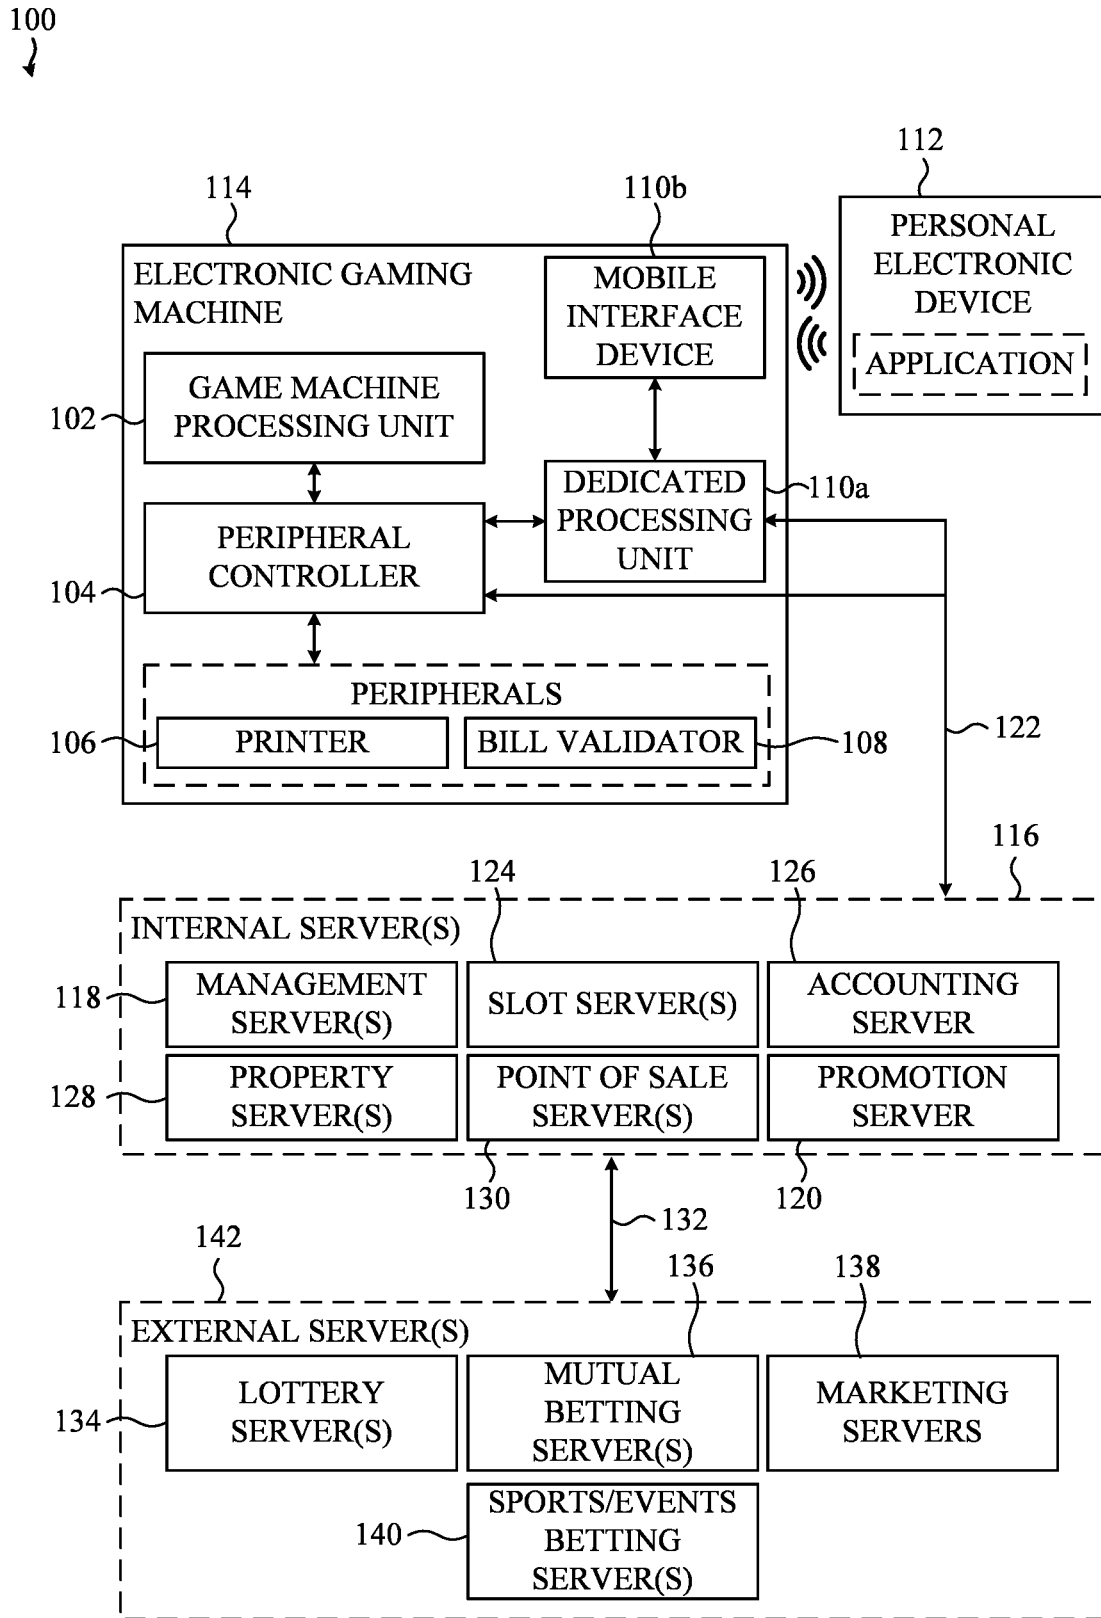 100
112
114
110b
PERSONAL
ELECTRONIC
DEVICE
APPLICATION
ELECTRONIC GAMING
MACHINE
MOBILE
INTERFACE
DEVICE
102
GAME MACHINE
PROCESSING UNIT
DEDICATED
PROCESSING
UNIT
110a
104
PERIPHERAL
CONTROLLER
PERIPHERALS
106
PRINTER
BILL VALIDATOR
108
122
116
124
126
INTERNAL SERVER(S)
118
MANAGEMENT
SERVER(S)
SLOT SERVER(S)
ACCOUNTING
SERVER
128
PROPERTY
SERVER(S)
POINT OF SALE
SERVER(S)
PROMOTION
SERVER
130
120
132
142
136
138
EXTERNAL SERVER(S)
134
LOTTERY
SERVER(S)
MUTUAL
BETTING
SERVER(S)
MARKETING
SERVERS
140
SPORTS/EVENTS
BETTING
SERVER(S)